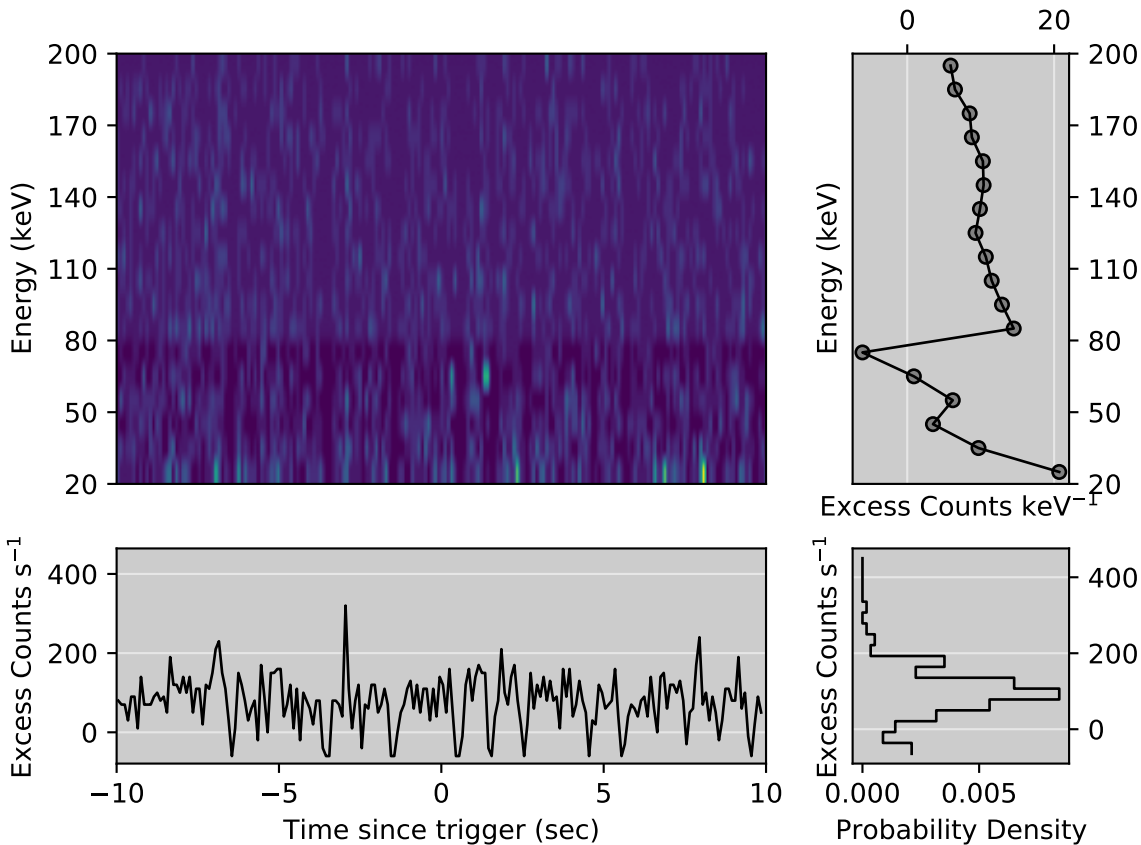 0 20
200 200
170 170
140 140
110 110
80 80
50 50
20 20
Energy (keV)
Energy (keV)
Excess Counts keV⁻¹
400 400
200 200
0 0
Excess Counts s⁻¹
Excess Counts s⁻¹
−10 −5 0 5 10
0.000 0.005
Time since trigger (sec)
Probability Density